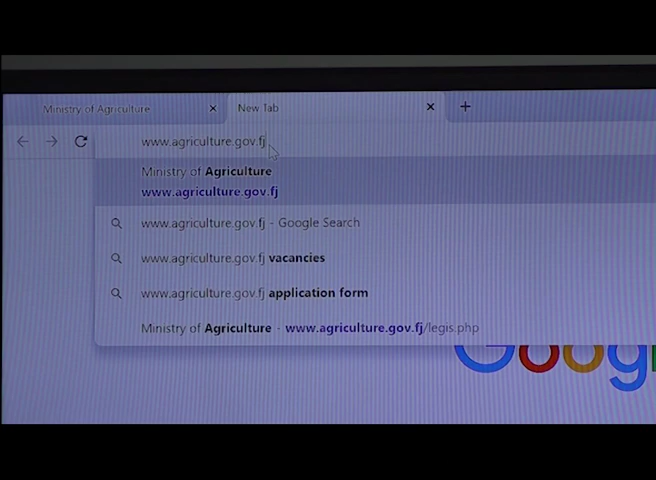 Ministry of Agriculture
New Tab
www.agriculture.gov.fj
Ministry of Agriculture
www.agriculture.gov.fj
www.agriculture.gov.fj - Google Search
www.agriculture.gov.fj vacancies
www.agriculture.gov.fj application form
Ministry of Agriculture - www.agriculture.gov.fj/legis.php
Googl